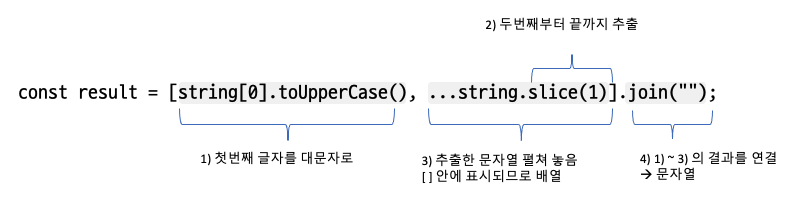 2) 두번째부터 끝까지 추출
const result = [string[0].toUpperCase(), ...string.slice(1)].join("");
1) 첫번째 글자를 대문자로
3) 추출한 문자열 펼쳐 놓음
[ ] 안에 표시되므로 배열
4) 1) ~ 3) 의 결과를 연결
→ 문자열